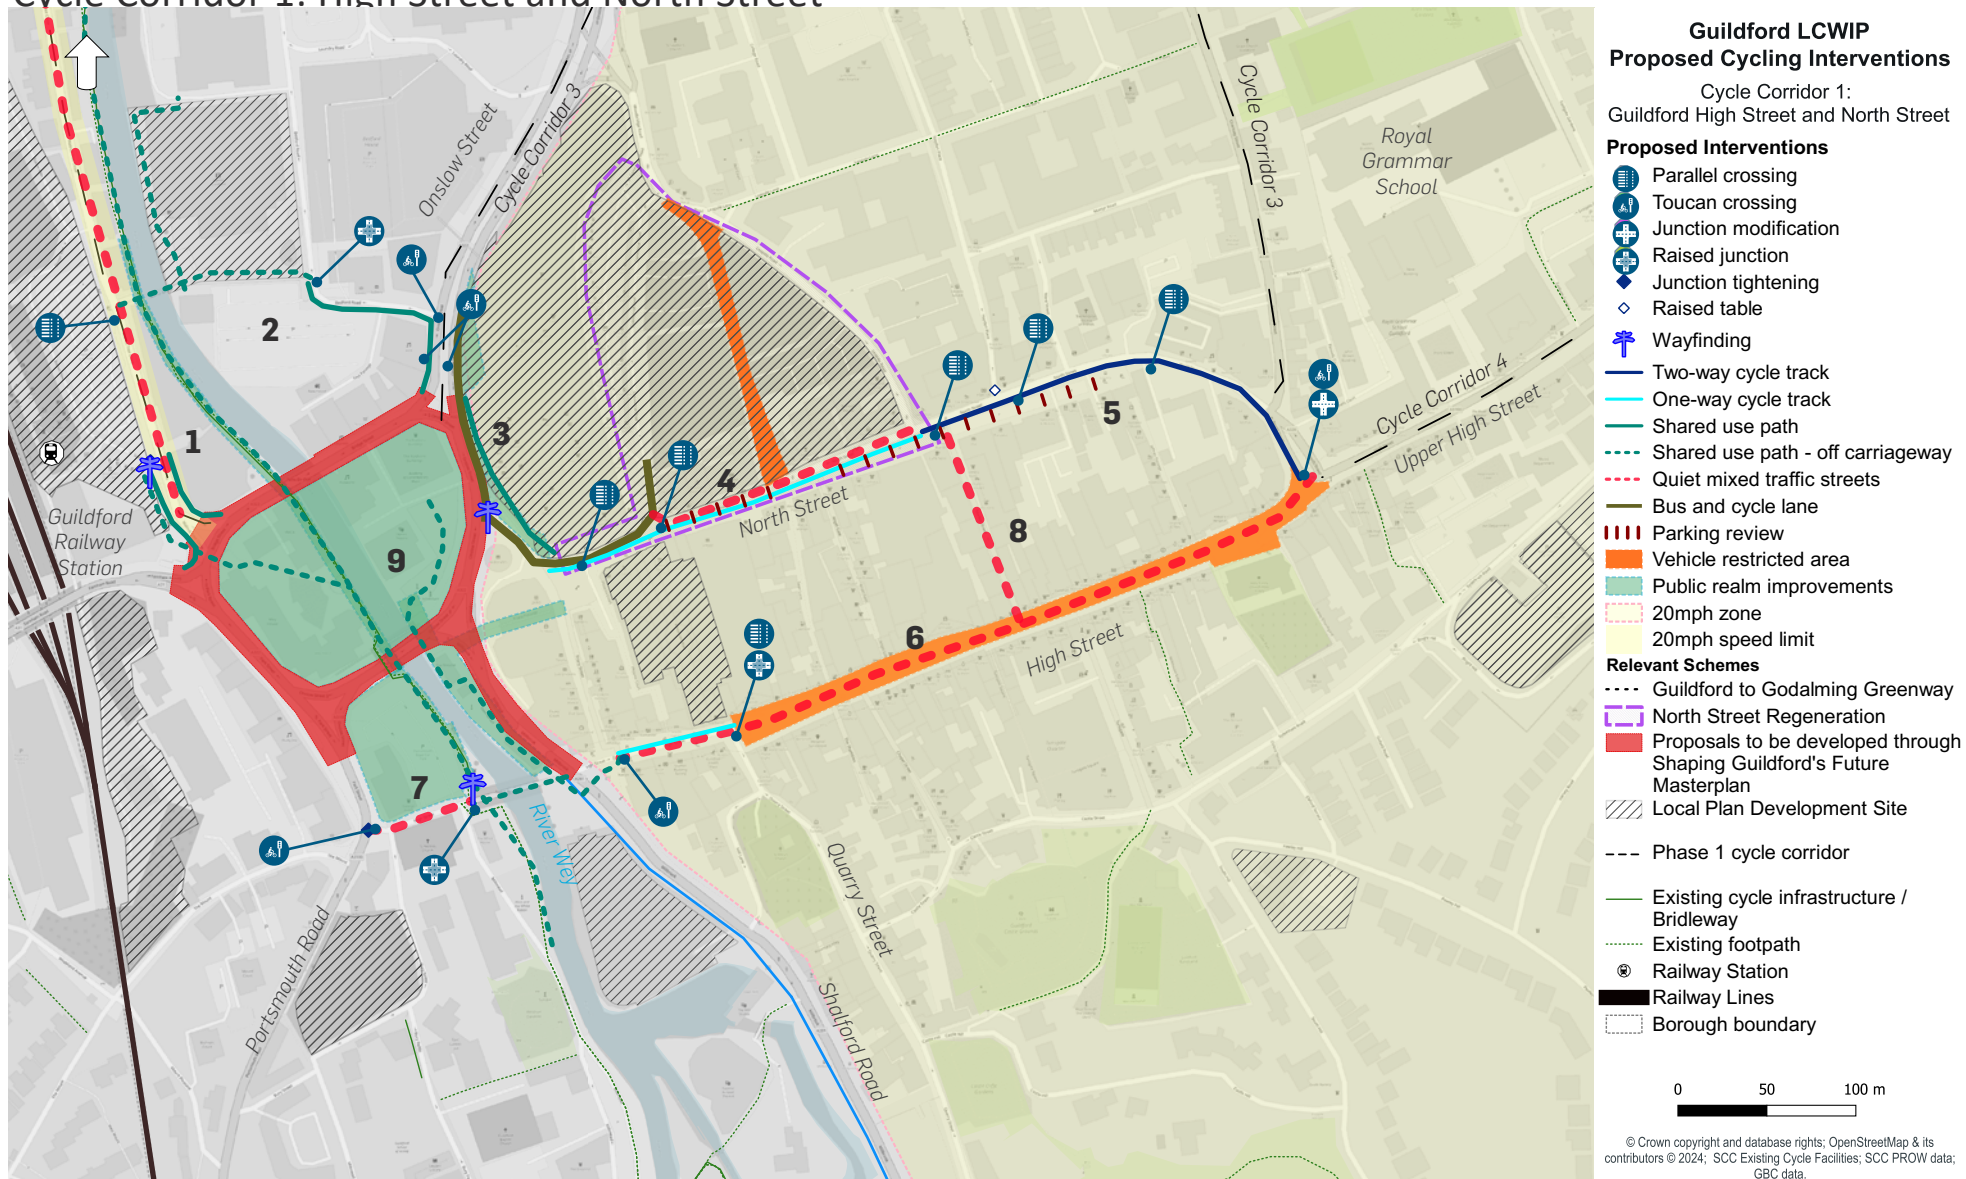 Cycle Corridor 1: High Street and North Street
Onslow Street
Cycle Corridor 3
Cycle Corridor 3
Royal
Grammar
School
Cycle Corridor 4
Upper High Street
2
1
3
4
5
9
8
6
7
Guildford
Railway
Station
North Street
High Street
River Wey
Quarry Street
Portsmouth Road
Shalford Road
Guildford LCWIP
Proposed Cycling Interventions
Cycle Corridor 1:
Guildford High Street and North Street
Proposed Interventions
Parallel crossing
Toucan crossing
Junction modification
Raised junction
Junction tightening
Raised table
Wayfinding
Two-way cycle track
One-way cycle track
Shared use path
Shared use path - off carriageway
Quiet mixed traffic streets
Bus and cycle lane
Parking review
Vehicle restricted area
Public realm improvements
20mph zone
20mph speed limit
Relevant Schemes
Guildford to Godalming Greenway
North Street Regeneration
Proposals to be developed through
Shaping Guildford's Future
Masterplan
Local Plan Development Site
Phase 1 cycle corridor
Existing cycle infrastructure /
Bridleway
Existing footpath
Railway Station
Railway Lines
Borough boundary
0 50 100 m
© Crown copyright and database rights; OpenStreetMap & its
contributors © 2024; SCC Existing Cycle Facilities; SCC PROW data;
GBC data.